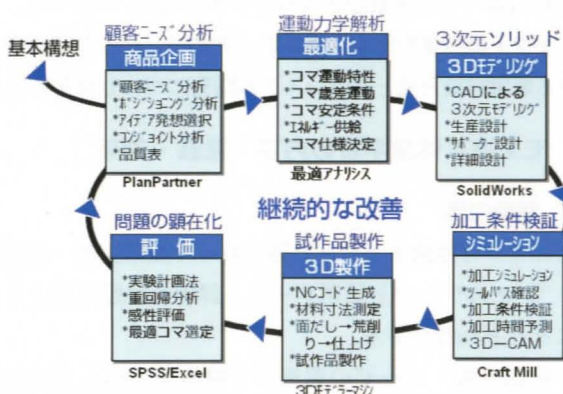 基本構想
顧客ニーズ分析
商品企画
*顧客ニーズ分析
*ポジショニング分析
*アイデア発想選択
*コンジョイント分析
*品質表
PlanPartner
運動力学解析
最適化
*コマ運動特性
*コマ歳差運動
*コマ安定条件
*エネルギー供給
*コマ仕様決定
最適アナリシス
3次元ソリッド
3Dモデリング
*CADによる
3次元モデリング
*生産設計
*サポーター設計
*詳細設計
SolidWorks
継続的な改善
問題の顕在化
評価
*実験計画法
*重回帰分析
*感性評価
*最適コマ選定
SPSS/Excel
試作品製作
3D製作
*NCコード生成
*材料寸法測定
*面だし→荒削
り→仕上げ
*試作品製作
3Dモデラーマシン
加工条件検証
シミュレーション
*加工シミュレーション
*ツールパス確認
*加工条件検証
*加工時間予測
*3D―CAM
Craft Mill